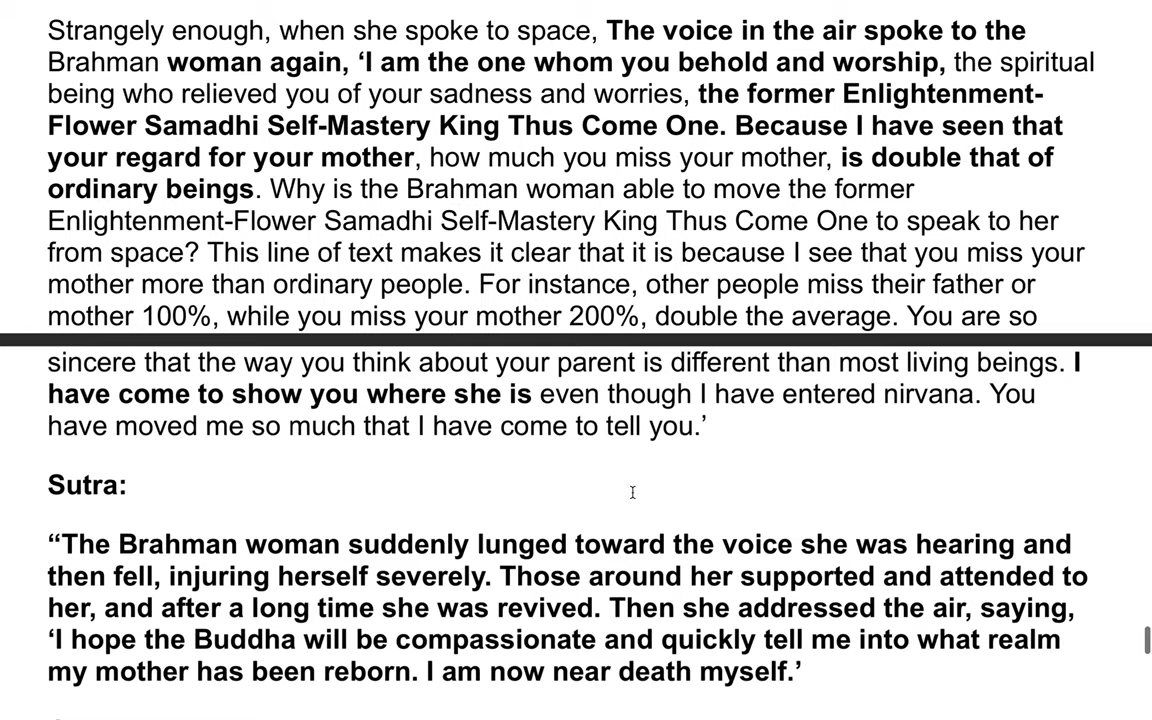 Strangely enough, when she spoke to space, The voice in the air spoke to the
Brahman woman again, ‘I am the one whom you behold and worship, the spiritual
being who relieved you of your sadness and worries, the former Enlightenment-
Flower Samadhi Self-Mastery King Thus Come One. Because I have seen that
your regard for your mother, how much you miss your mother, is double that of
ordinary beings. Why is the Brahman woman able to move the former
Enlightenment-Flower Samadhi Self-Mastery King Thus Come One to speak to her
from space? This line of text makes it clear that it is because I see that you miss your
mother more than ordinary people. For instance, other people miss their father or
mother 100%, while you miss your mother 200%, double the average. You are so
sincere that the way you think about your parent is different than most living beings. I
have come to show you where she is even though I have entered nirvana. You
have moved me so much that I have come to tell you.’
Sutra:
“The Brahman woman suddenly lunged toward the voice she was hearing and
then fell, injuring herself severely. Those around her supported and attended to
her, and after a long time she was revived. Then she addressed the air, saying,
‘I hope the Buddha will be compassionate and quickly tell me into what realm
my mother has been reborn. I am now near death myself.’